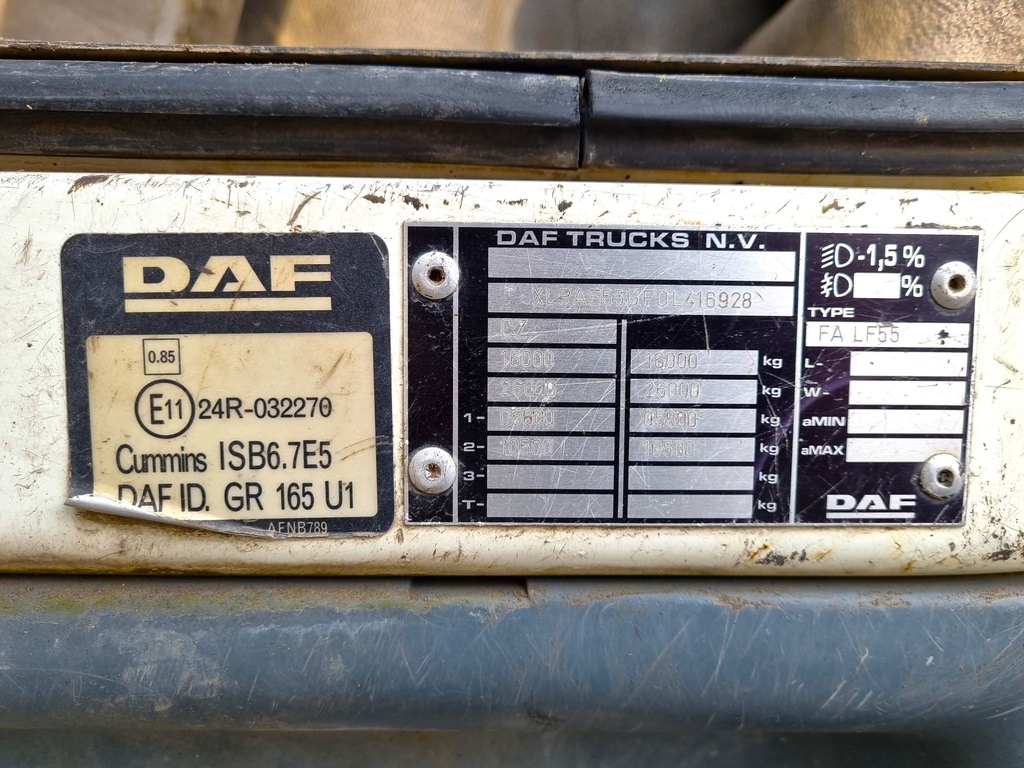 DAF
0.85
E11 24R-032270
Cummins ISB6.7E5
DAF ID. GR 165 U1
AENB789
DAF TRUCKS N.V.
16000 16000 kg
26000 26000 kg
1- kg
2- 10500 10500 kg
3- kg
T- kg
-1,5%
%
TYPE
FA LF55
L-
W-
aMIN
aMAX
DAF